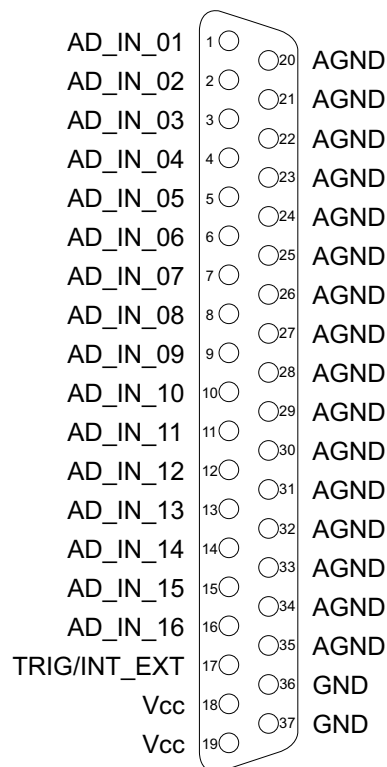 AD_IN_01 1
20 AGND
AD_IN_02 2
21 AGND
AD_IN_03 3
22 AGND
AD_IN_04 4
23 AGND
AD_IN_05 5
24 AGND
AD_IN_06 6
25 AGND
AD_IN_07 7
26 AGND
AD_IN_08 8
27 AGND
AD_IN_09 9
28 AGND
AD_IN_10 10
29 AGND
AD_IN_11 11
30 AGND
AD_IN_12 12
31 AGND
AD_IN_13 13
32 AGND
AD_IN_14 14
33 AGND
AD_IN_15 15
34 AGND
AD_IN_16 16
35 AGND
TRIG/INT_EXT 17
36 GND
Vcc 18
37 GND
Vcc 19